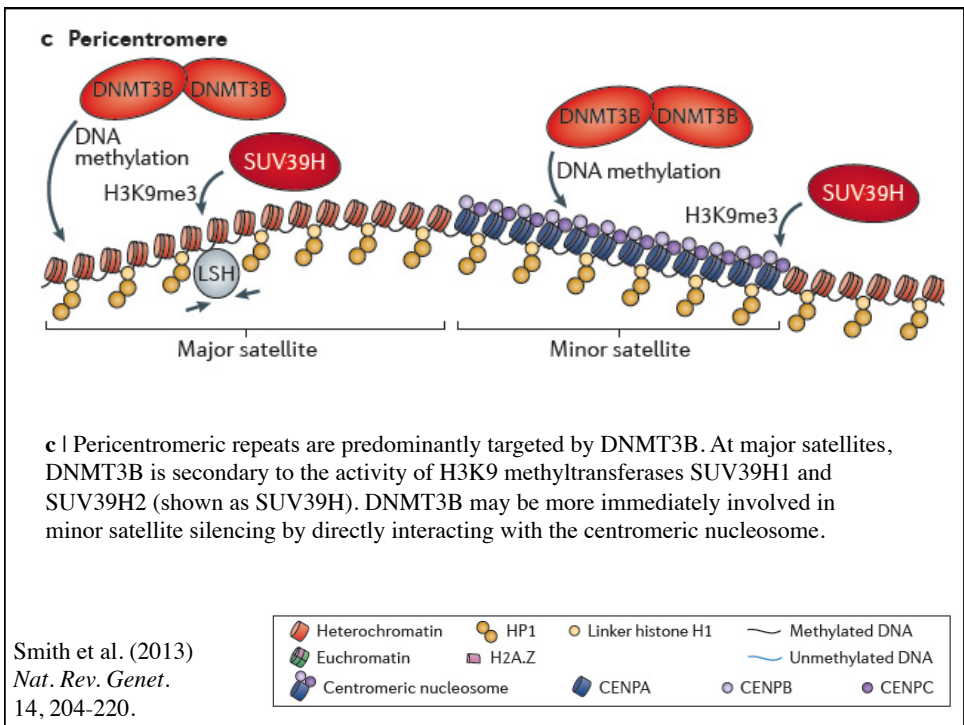 c Pericentromere
DNMT3B DNMT3B
DNA
methylation
SUV39H
H3K9me3
LSH
Major satellite
DNMT3B DNMT3B
DNA methylation
SUV39H
H3K9me3
Minor satellite
c | Pericentromeric repeats are predominantly targeted by DNMT3B. At major satellites,
DNMT3B is secondary to the activity of H3K9 methyltransferases SUV39H1 and
SUV39H2 (shown as SUV39H). DNMT3B may be more immediately involved in
minor satellite silencing by directly interacting with the centromeric nucleosome.
Smith et al. (2013)
Nat. Rev. Genet.
14, 204-220.
Heterochromatin HP1 Linker histone H1 Methylated DNA
Euchromatin H2A.Z Unmethylated DNA
Centromeric nucleosome CENPA CENPB CENPC